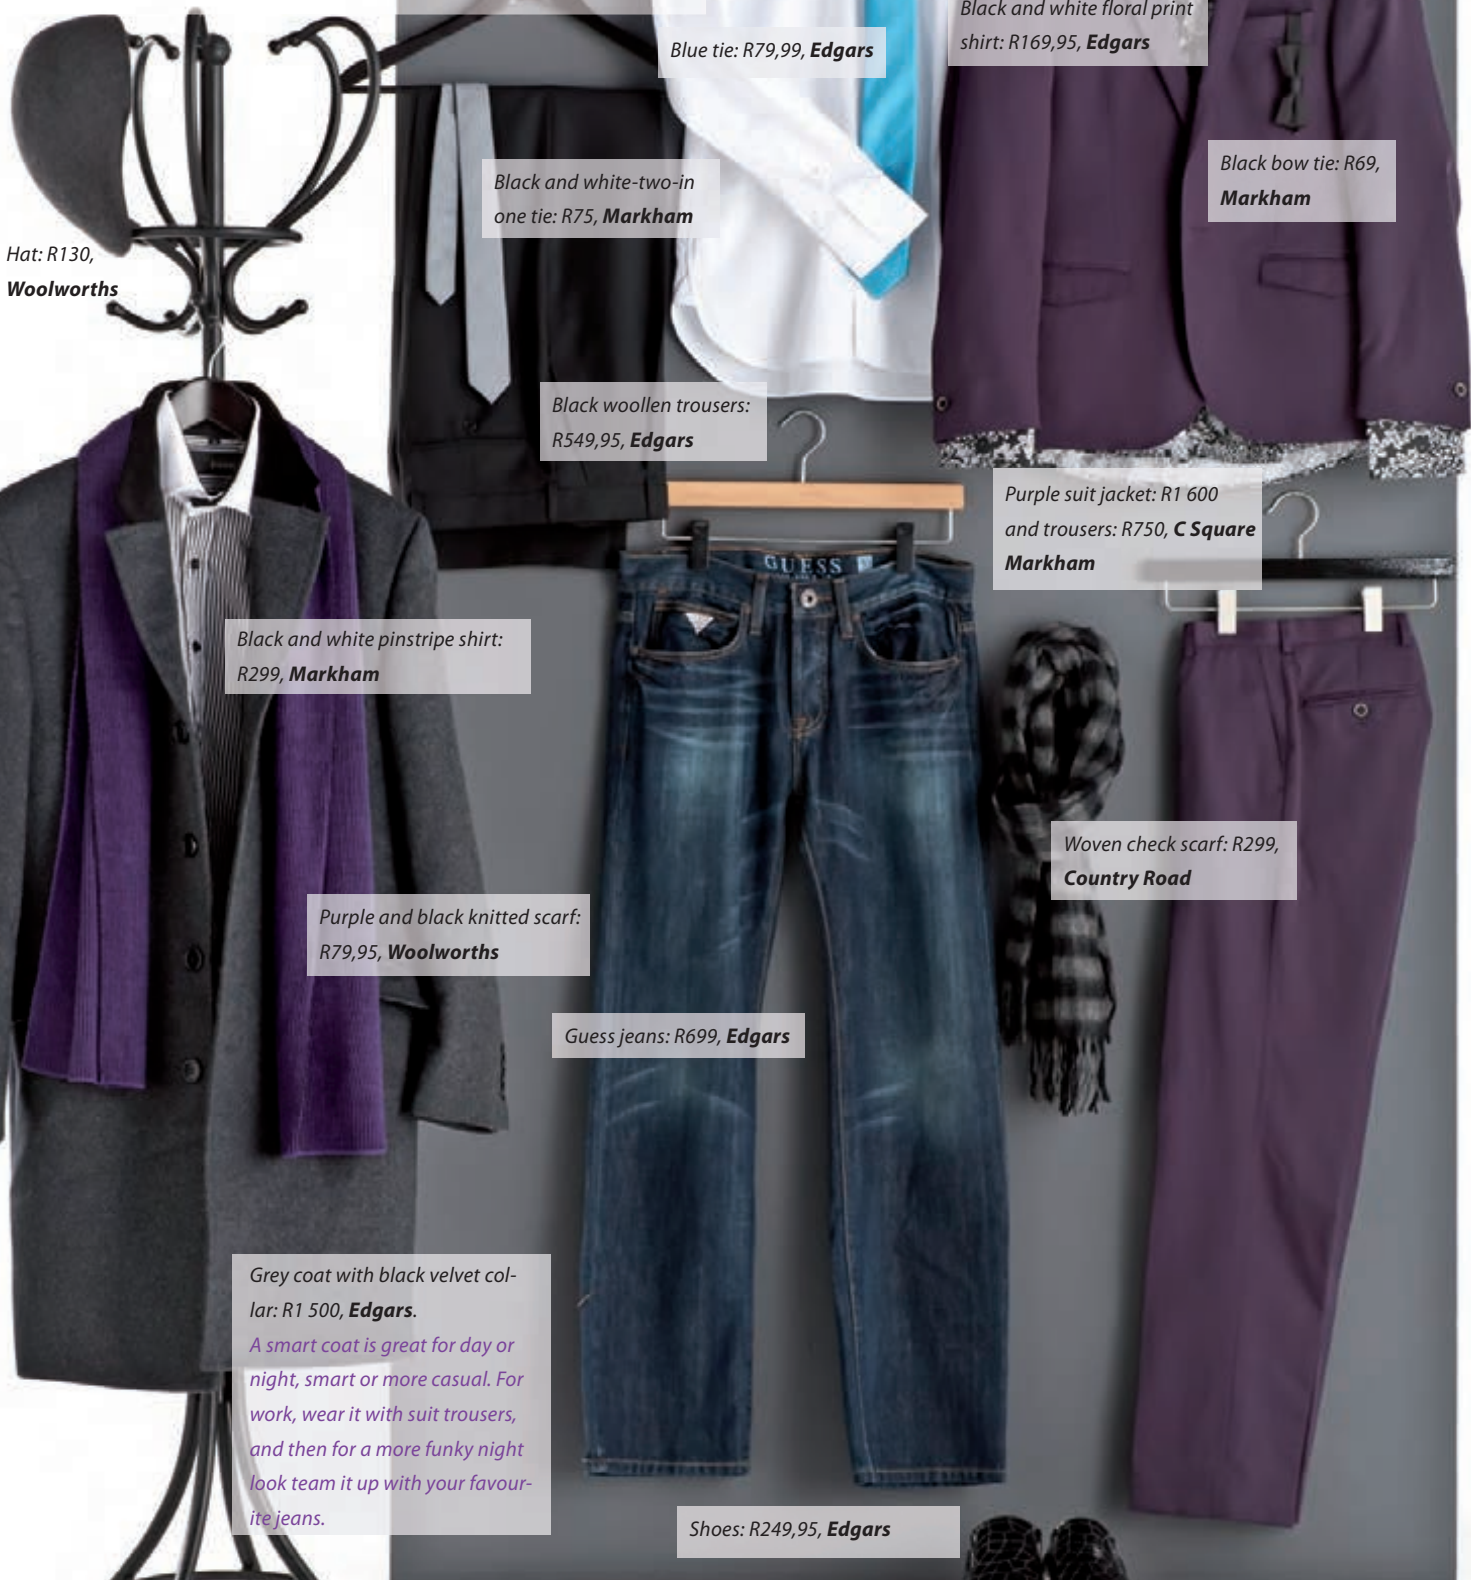 Black and white floral print
shirt: R169,95, Edgars
Blue tie: R79,99, Edgars
Black bow tie: R69,
Markham
Black and white-two-in
one tie: R75, Markham
Hat: R130,
Woolworths
Black woollen trousers:
R549,95, Edgars
Purple suit jacket: R1 600
and trousers: R750, C Square
Markham
GUESS
Black and white pinstripe shirt:
R299, Markham
Woven check scarf: R299,
Country Road
Purple and black knitted scarf:
R79,95, Woolworths
Guess jeans: R699, Edgars
Grey coat with black velvet col-
lar: R1 500, Edgars.
A smart coat is great for day or
night, smart or more casual. For
work, wear it with suit trousers,
and then for a more funky night
look team it up with your favour-
ite jeans.
Shoes: R249,95, Edgars